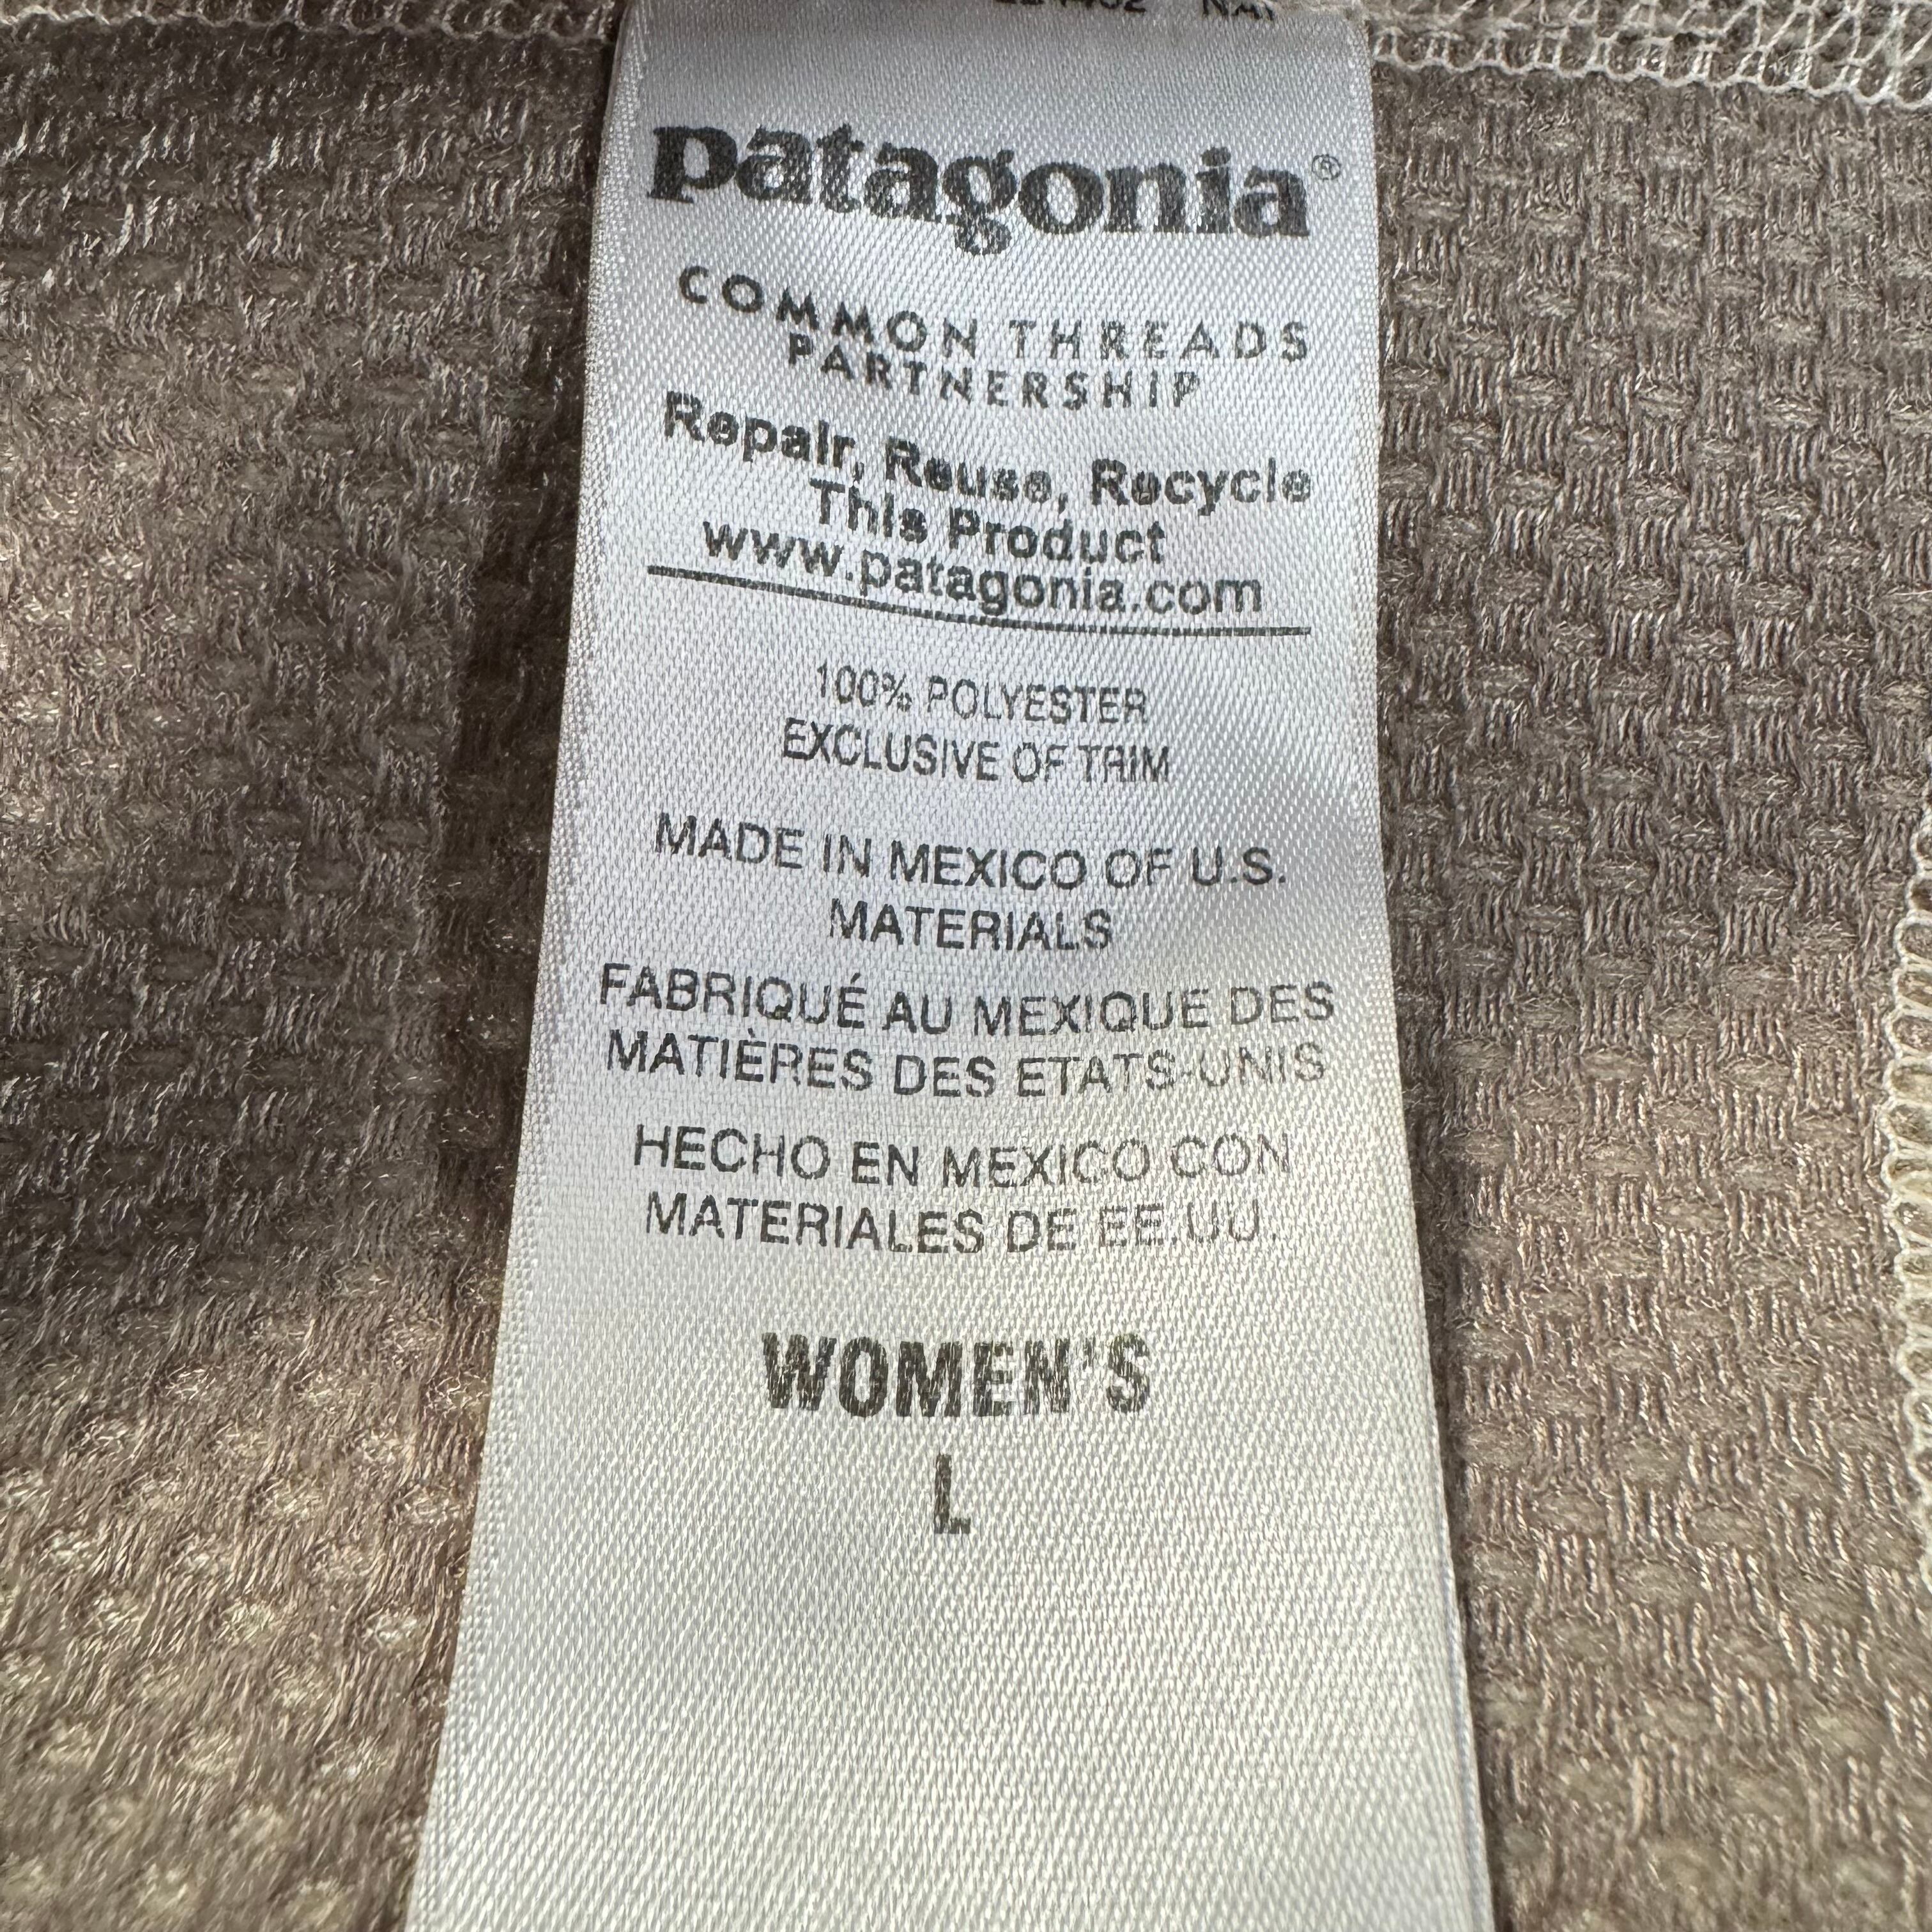 patagonia®
COMMON THREADS
PARTNERSHIP
Repair, Reuse, Recycle
This Product
www.patagonia.com
100% POLYESTER
EXCLUSIVE OF TRIM
MADE IN MEXICO OF U.S.
MATERIALS
FABRIQUÉ AU MEXIQUE DES
MATIÈRES DES ETATS-UNIS
HECHO EN MEXICO CON
MATERIALES DE EE.UU.
WOMEN'S
L